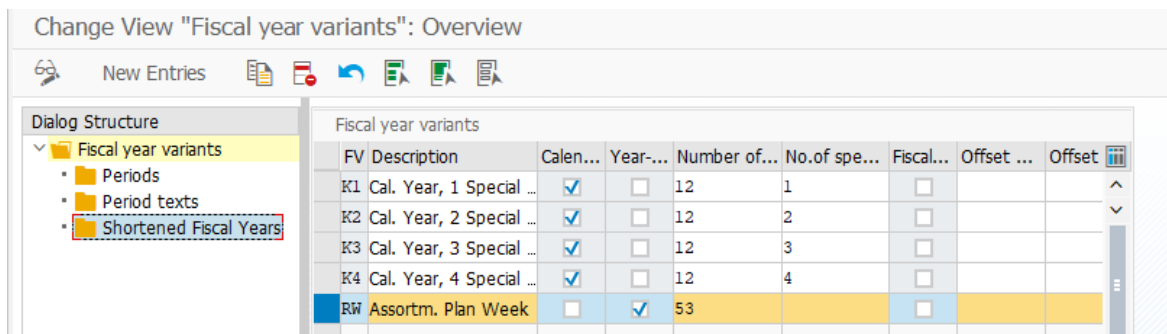 Change View "Fiscal year variants": Overview
New Entries
Dialog Structure
Fiscal year variants
Periods
Period texts
Shortened Fiscal Years
Fiscal year variants
FV Description Calen... Year-... Number of... No.of spe... Fiscal... Offset ... Offset
K1 Cal. Year, 1 Special ... 12 1
K2 Cal. Year, 2 Special ... 12 2
K3 Cal. Year, 3 Special ... 12 3
K4 Cal. Year, 4 Special ... 12 4
RW Assortm. Plan Week 53